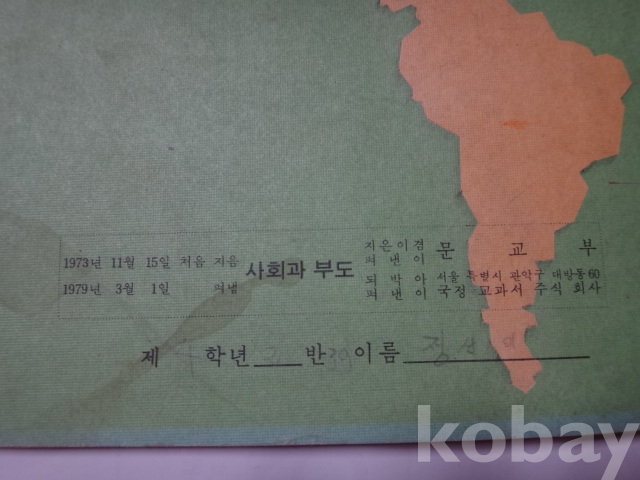 1973년 11월 15일 처음 지음
1979년 3월 1일 펴냄
사회과 부도
지은이겸
펴낸이
문교부
되박아
펴낸이
서울 특별시 관악구 대방동 60
국정 교과서 주식 회사
제 학년 반 39 이름 정
kobay